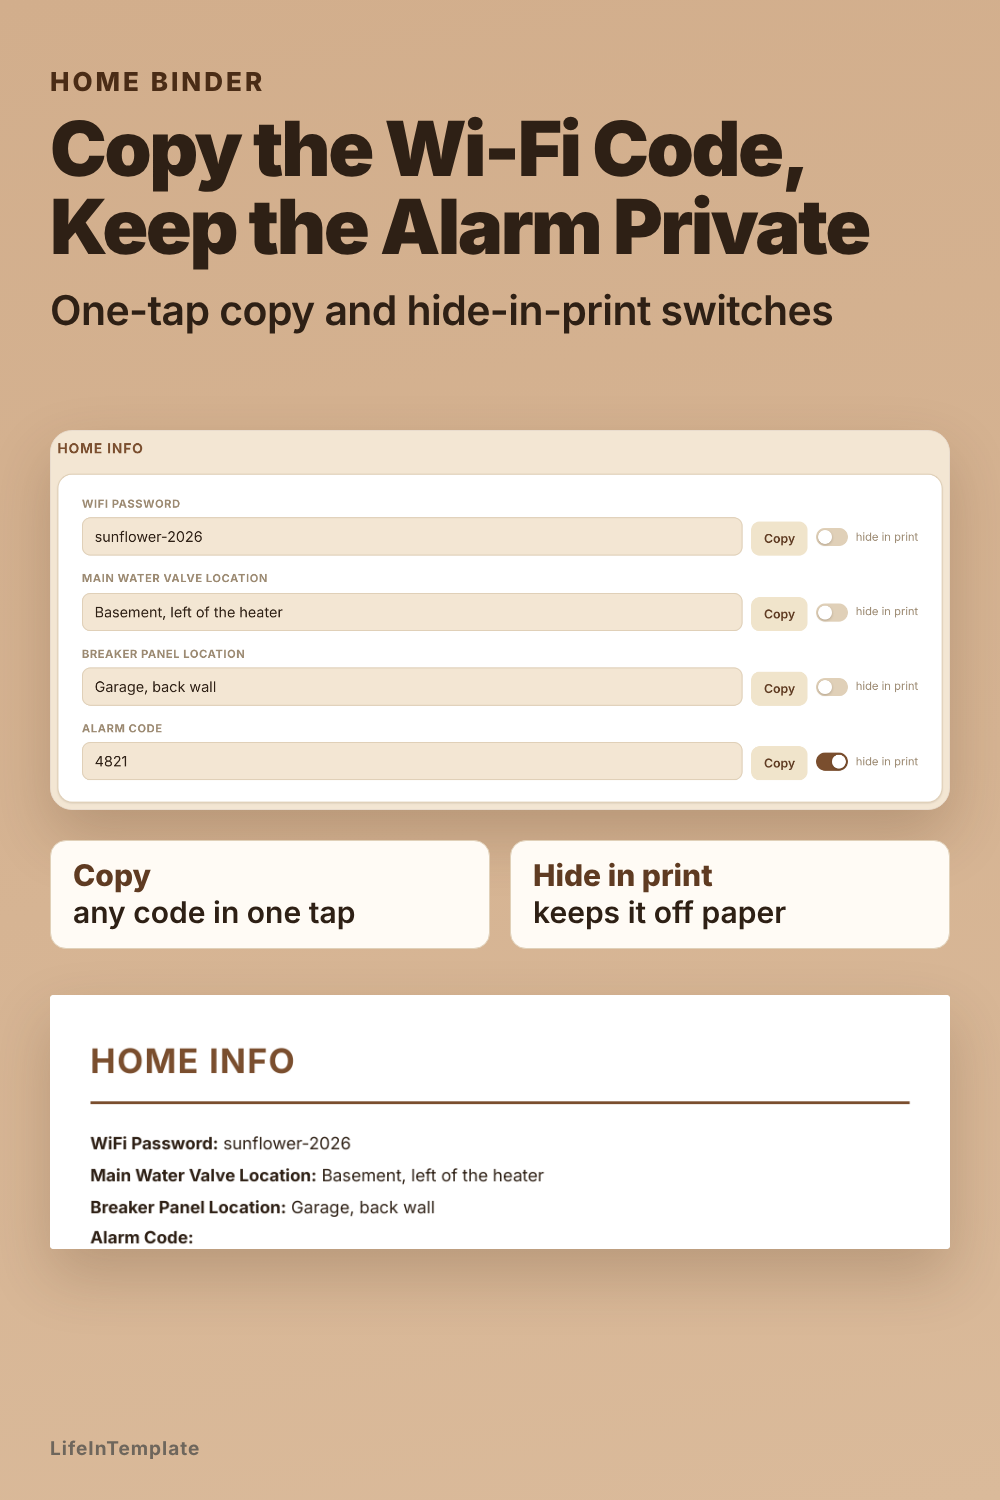 HOME BINDER
Copy the Wi-Fi Code,
Keep the Alarm Private
One-tap copy and hide-in-print switches
HOME INFO
WIFI PASSWORD
sunflower-2026 Copy hide in print
MAIN WATER VALVE LOCATION
Basement, left of the heater Copy hide in print
BREAKER PANEL LOCATION
Garage, back wall Copy hide in print
ALARM CODE
4821 Copy hide in print
Copy
any code in one tap
Hide in print
keeps it off paper
HOME INFO
WiFi Password: sunflower-2026
Main Water Valve Location: Basement, left of the heater
Breaker Panel Location: Garage, back wall
Alarm Code:
LifeInTemplate